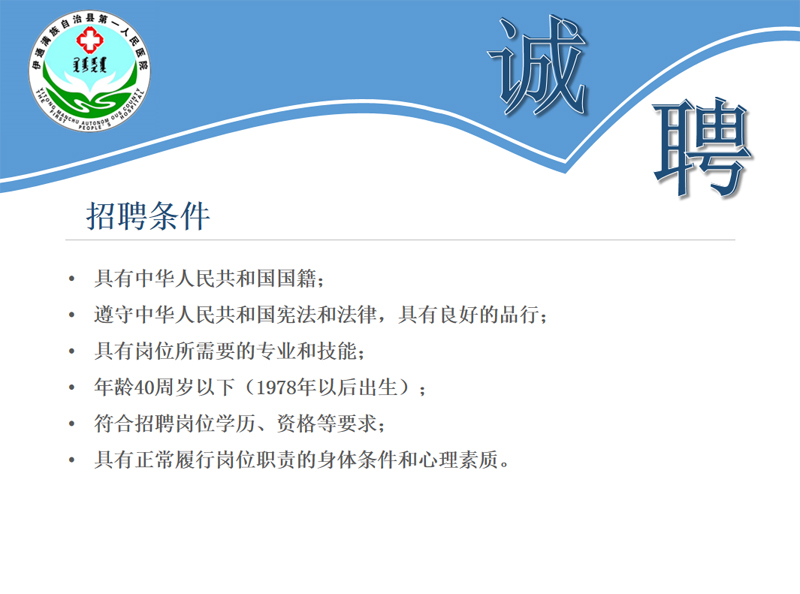 伊通满族自治县第一人民医院
YITONG MANCHU AUTONOMOUS COUNTY
THE FIRST PEOPLE'S HOSPITAL
诚
聘
招聘条件
• 具有中华人民共和国国籍；
• 遵守中华人民共和国宪法和法律，具有良好的品行；
• 具有岗位所需要的专业和技能；
• 年龄40周岁以下（1978年以后出生）；
• 符合招聘岗位学历、资格等要求；
• 具有正常履行岗位职责的身体条件和心理素质。